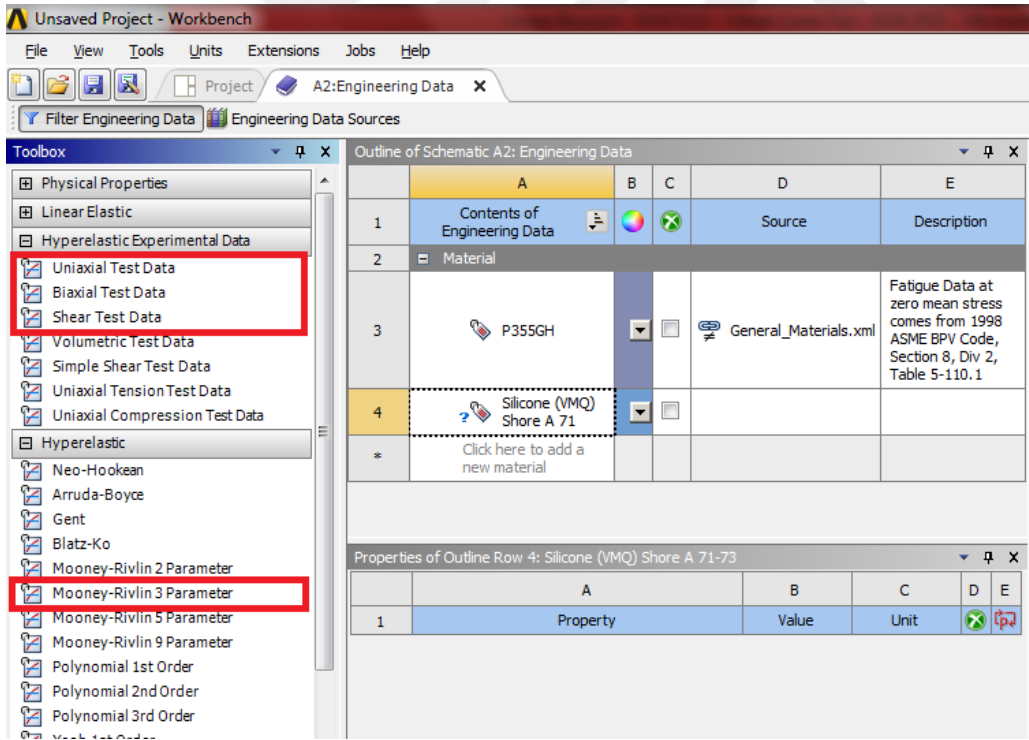 Unsaved Project - Workbench
File View Tools Units Extensions Jobs Help
Project A2:Engineering Data
Filter Engineering Data Engineering Data Sources
Toolbox
Physical Properties
Linear Elastic
Hyperelastic Experimental Data
Uniaxial Test Data
Biaxial Test Data
Shear Test Data
Volumetric Test Data
Simple Shear Test Data
Uniaxial Tension Test Data
Uniaxial Compression Test Data
Hyperelastic
Neo-Hookean
Arruda-Boyce
Gent
Blatz-Ko
Mooney-Rivlin 2 Parameter
Mooney-Rivlin 3 Parameter
Mooney-Rivlin 5 Parameter
Mooney-Rivlin 9 Parameter
Polynomial 1st Order
Polynomial 2nd Order
Polynomial 3rd Order
Outline of Schematic A2: Engineering Data
A B C D E
1 Contents of
Engineering Data Source Description
2 Material
3 P355GH General_Materials.xml
Fatigue Data at
zero mean stress
comes from 1998
ASME BPV Code,
Section 8, Div 2,
Table 5-110.1
4 ? Silicone (VMQ)
Shore A 71
* Click here to add a
new material
Properties of Outline Row 4: Silicone (VMQ) Shore A 71-73
A B C D E
1 Property Value Unit